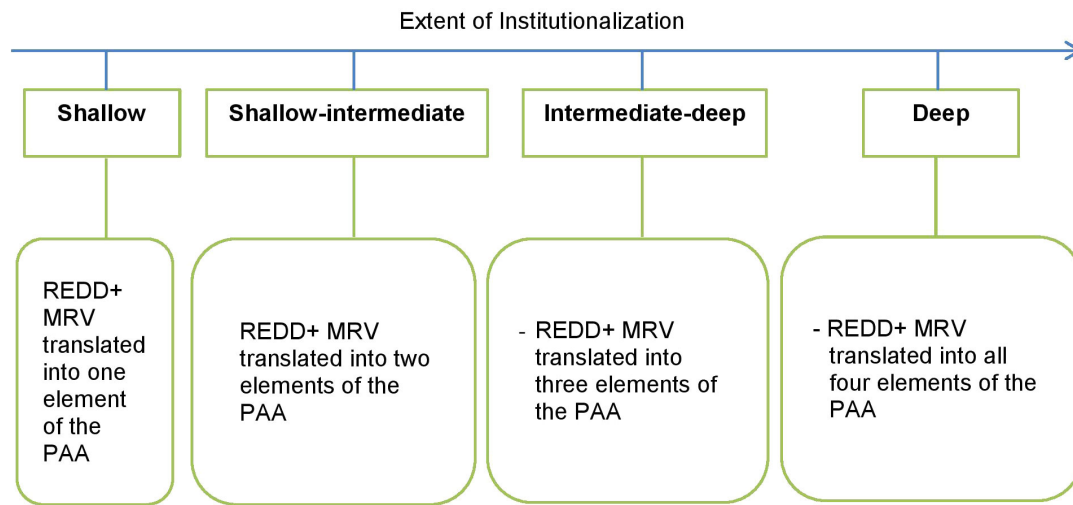 Extent of Institutionalization
Shallow
Shallow-intermediate
Intermediate-deep
Deep
REDD+
MRV
translated
into one
element
of the
PAA
REDD+ MRV
translated into two
elements of the
PAA
- REDD+ MRV
translated into
three elements of
the PAA
- REDD+ MRV
translated into all
four elements of the
PAA